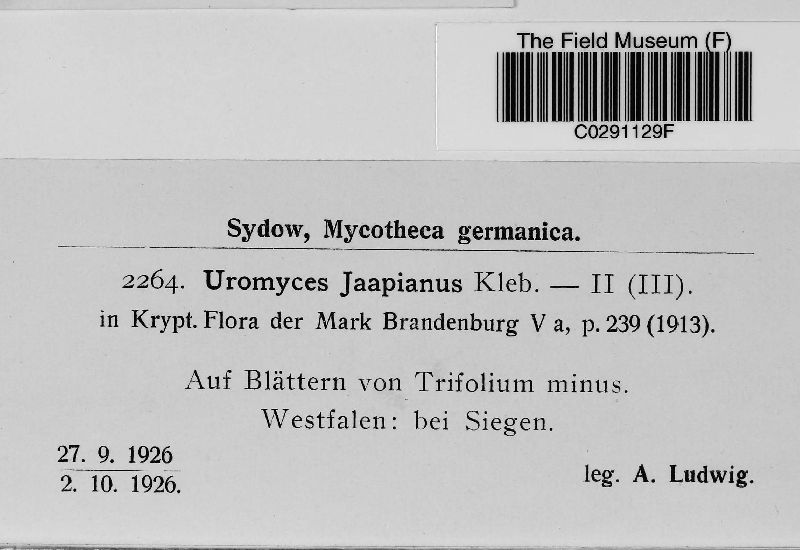 The Field Museum (F)
C0291129F
Sydow, Mycotheca germanica.
2264. Uromyces Jaapianus Kleb. — II (III).
in Krypt. Flora der Mark Brandenburg V a, p. 239 (1913).
Auf Blättern von Trifolium minus.
Westfalen: bei Siegen.
27. 9. 1926
2. 10. 1926.
leg. A. Ludwig.